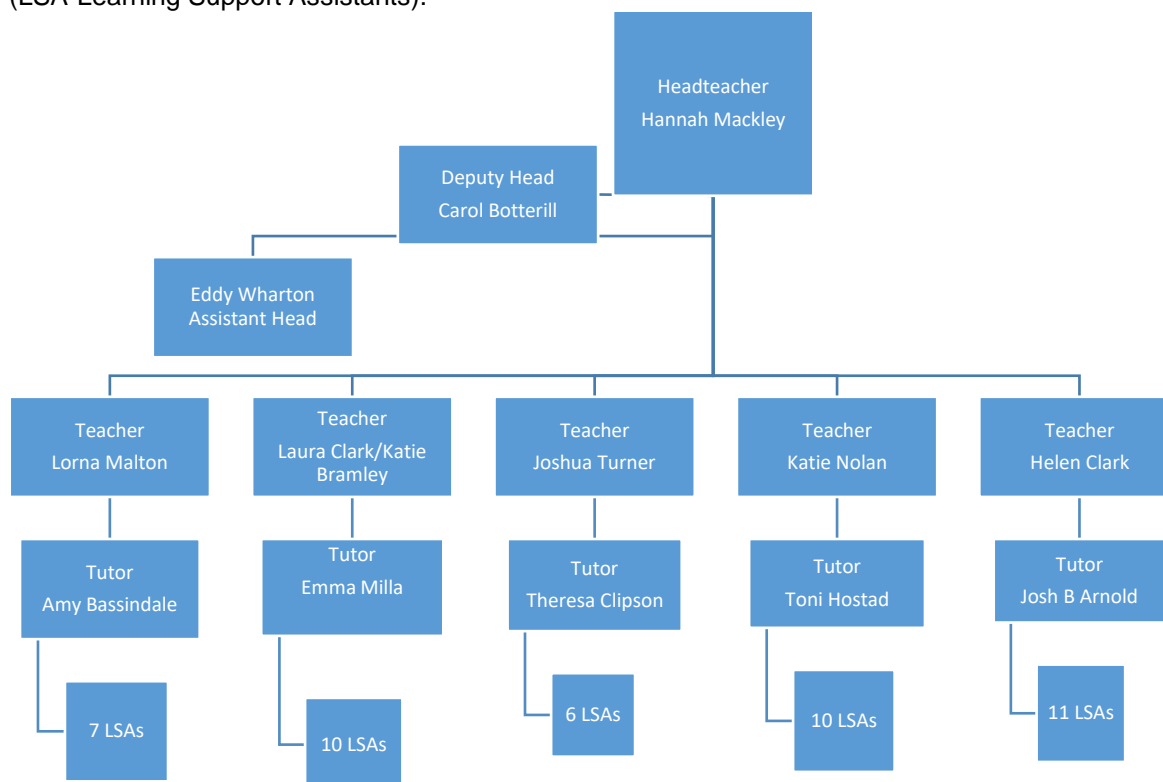 (LSA-Learning Support Assistants).
Headteacher
Hannah Mackley
Deputy Head
Carol Botterill
Eddy Wharton
Assistant Head
Teacher
Lorna Malton
Teacher
Laura Clark/Katie
Bramley
Teacher
Joshua Turner
Teacher
Katie Nolan
Teacher
Helen Clark
Tutor
Amy Bassindale
Tutor
Emma Milla
Tutor
Theresa Clipson
Tutor
Toni Hostad
Tutor
Josh B Arnold
7 LSAs
10 LSAs
6 LSAs
10 LSAs
11 LSAs